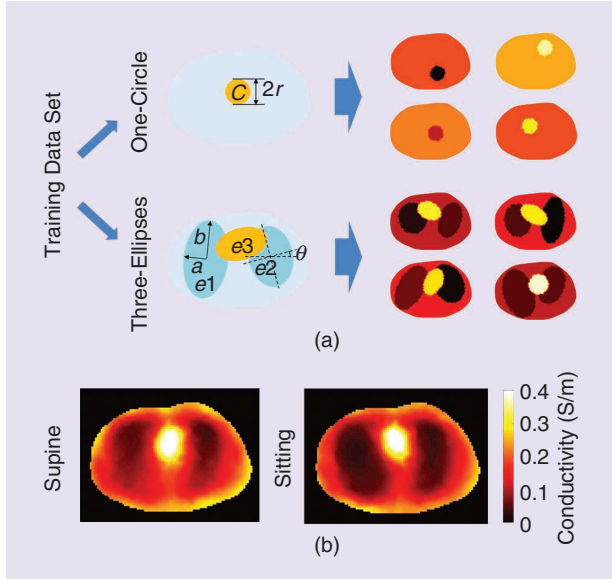 Training Data Set
One-Circle
C
2r
Three-Ellipses
b
a
e1
e3
e2
θ
(a)
Supine
Sitting
0.4
0.3
0.2
0.1
0
Conductivity (S/m)
(b)